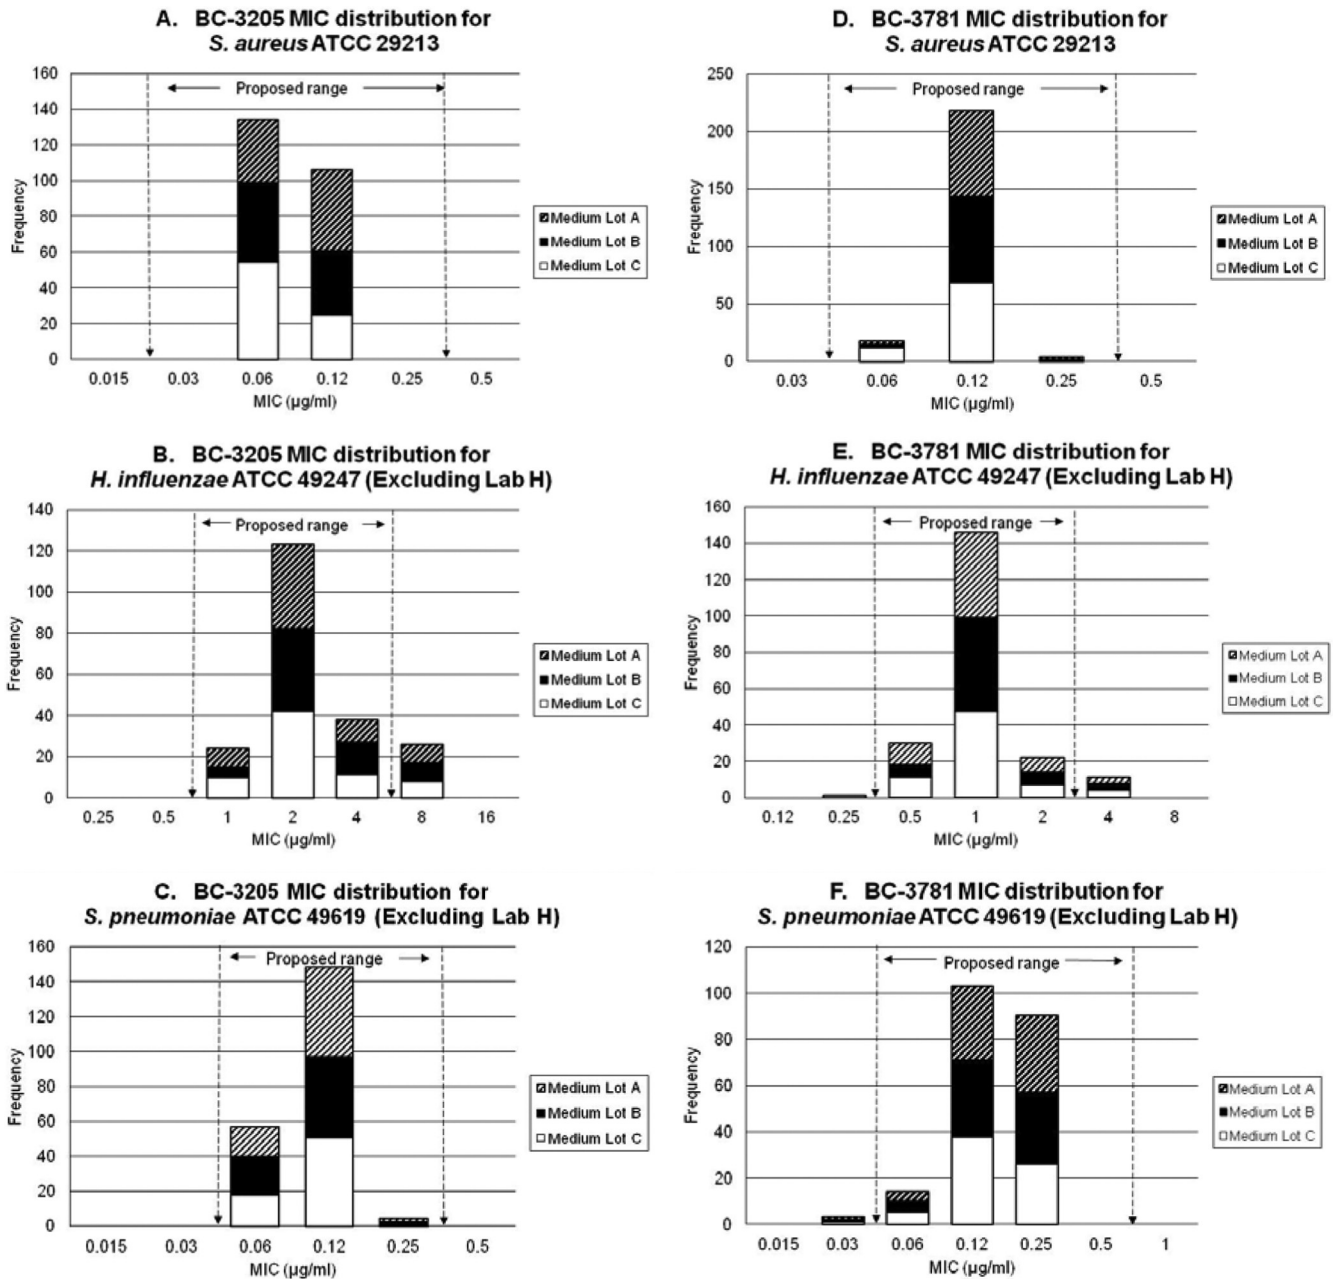 A. BC-3205 MIC distribution for
S. aureus ATCC 29213
160
140
120
100
80
60
40
20
0
Frequency
Proposed range
0.015 0.03 0.06 0.12 0.25 0.5
MIC (µg/ml)
Medium Lot A
Medium Lot B
Medium Lot C
D. BC-3781 MIC distribution for
S. aureus ATCC 29213
250
200
150
100
50
0
Frequency
Proposed range
0.03 0.06 0.12 0.25 0.5
MIC (µg/ml)
Medium Lot A
Medium Lot B
Medium Lot C
B. BC-3205 MIC distribution for
H. influenzae ATCC 49247 (Excluding Lab H)
140
120
100
80
60
40
20
0
Frequency
Proposed range
0.25 0.5 1 2 4 8 16
MIC (µg/ml)
Medium Lot A
Medium Lot B
Medium Lot C
E. BC-3781 MIC distribution for
H. influenzae ATCC 49247 (Excluding Lab H)
160
140
120
100
80
60
40
20
0
Frequency
Proposed range
0.12 0.25 0.5 1 2 4 8
MIC (µg/ml)
Medium Lot A
Medium Lot B
Medium Lot C
C. BC-3205 MIC distribution for
S. pneumoniae ATCC 49619 (Excluding Lab H)
160
140
120
100
80
60
40
20
0
Frequency
Proposed range
0.015 0.03 0.06 0.12 0.25 0.5
MIC (µg/ml)
Medium Lot A
Medium Lot B
Medium Lot C
F. BC-3781 MIC distribution for
S. pneumoniae ATCC 49619 (Excluding Lab H)
120
100
80
60
40
20
0
Frequency
Proposed range
0.015 0.03 0.06 0.12 0.25 0.5 1
MIC (µg/ml)
Medium Lot A
Medium Lot B
Medium Lot C